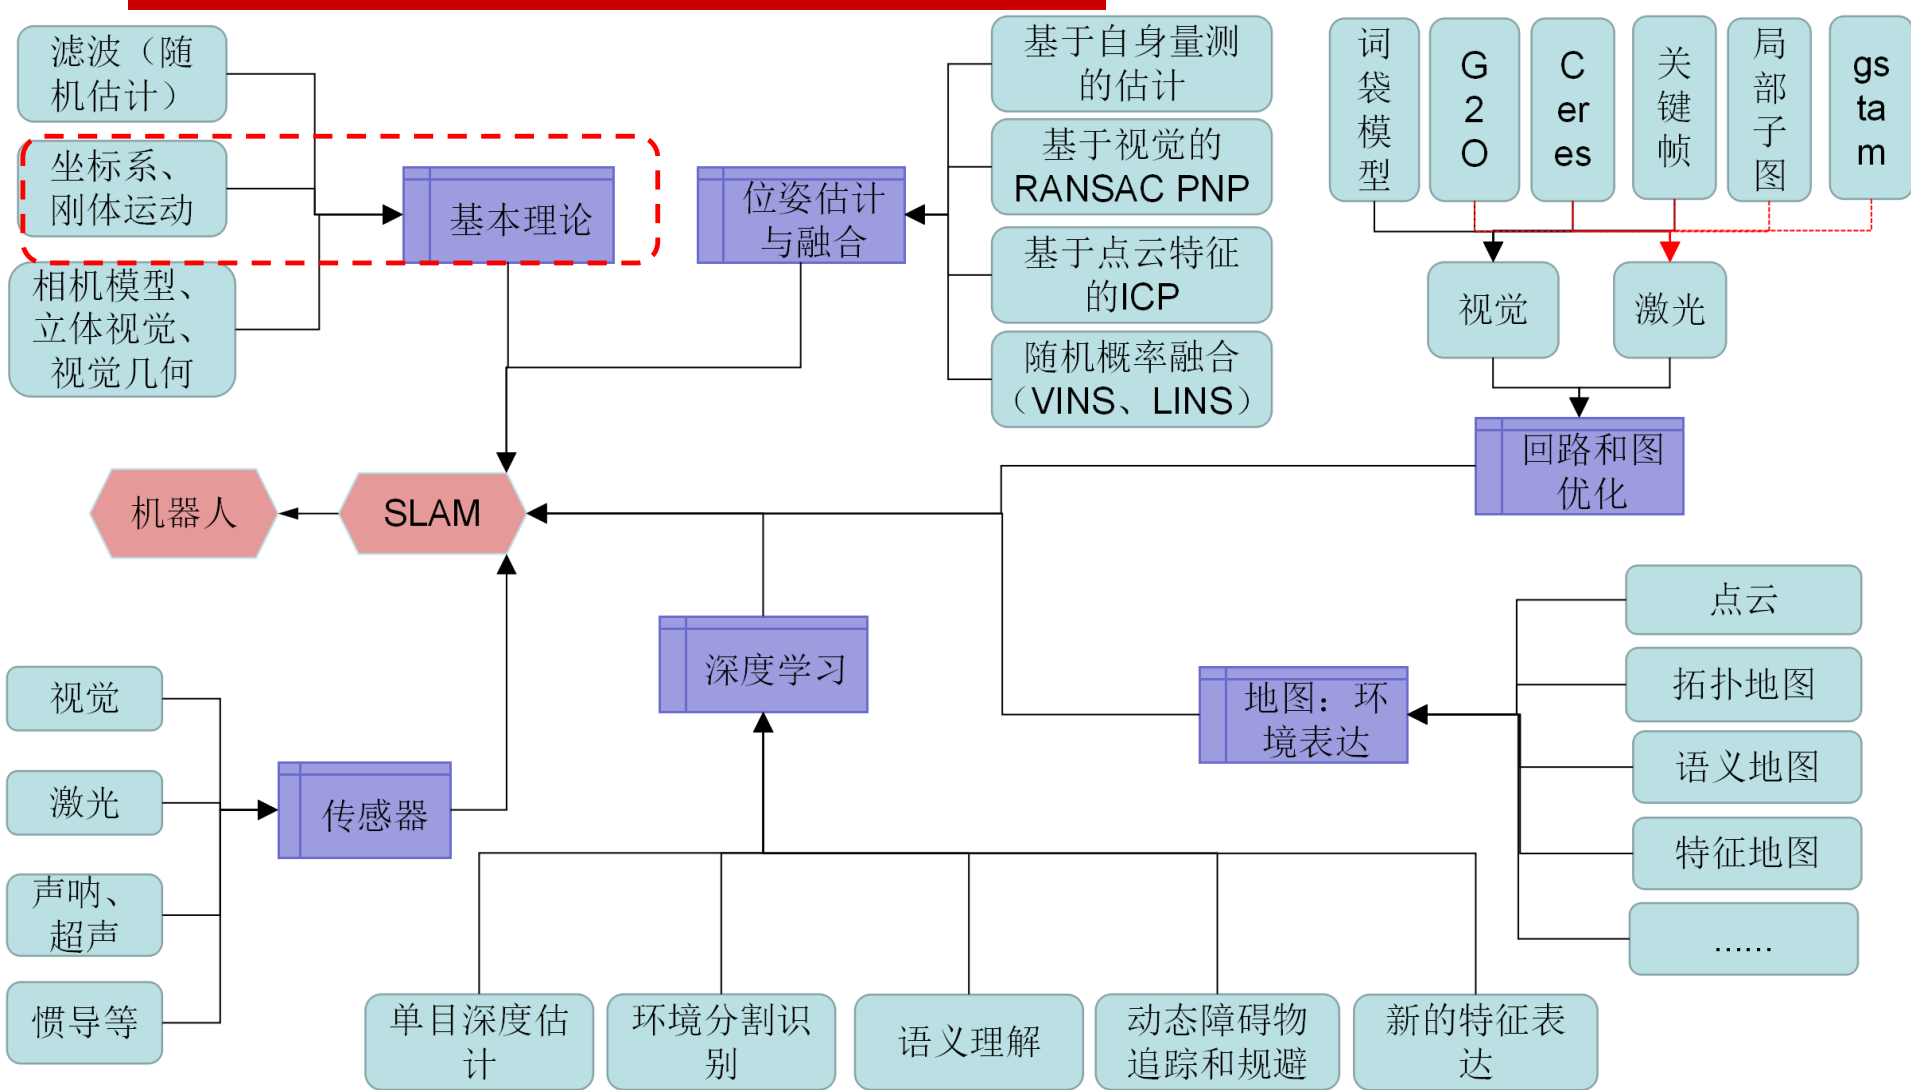 滤波（随
机估计）
坐标系、
刚体运动
相机模型、
立体视觉、
视觉几何
基本理论
位姿估计
与融合
基于自身量测
的估计
基于视觉的
RANSAC PNP
基于点云特征
的ICP
随机概率融合
（VINS、LINS）
词
袋
模
型
G
2
O
C
er
es
关
键
帧
局
部
子
图
gs
ta
m
视觉
激光
回路和图
优化
机器人
SLAM
深度学习
地图：环
境表达
点云
拓扑地图
语义地图
特征地图
……
视觉
激光
声呐、
超声
惯导等
传感器
单目深度估
计
环境分割识
别
语义理解
动态障碍物
追踪和规避
新的特征表
达